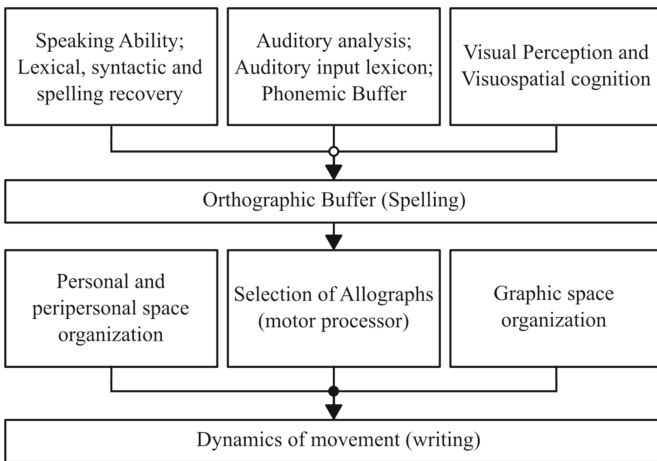 Speaking Ability;
Lexical, syntactic and
spelling recovery
Auditory analysis;
Auditory input lexicon;
Phonemic Buffer
Visual Perception and
Visuospatial cognition
Orthographic Buffer (Spelling)
Personal and
peripersonal space
organization
Selection of Allographs
(motor processor)
Graphic space
organization
Dynamics of movement (writing)